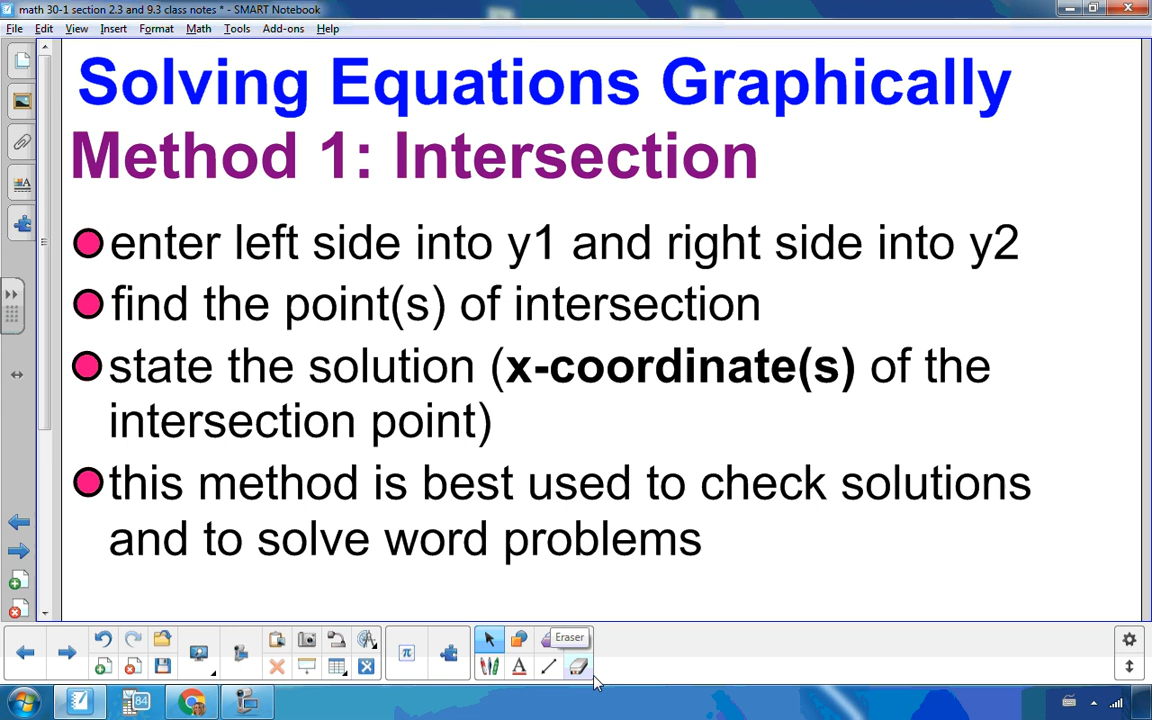 math 30-1 section 2.3 and 9.3 class notes * - SMART Notebook
File Edit View Insert Format Math Tools Add-ons Help
Solving Equations Graphically
Method 1: Intersection
enter left side into y1 and right side into y2
find the point(s) of intersection
state the solution (x-coordinate(s) of the
intersection point)
this method is best used to check solutions
and to solve word problems
Eraser
π
A
84